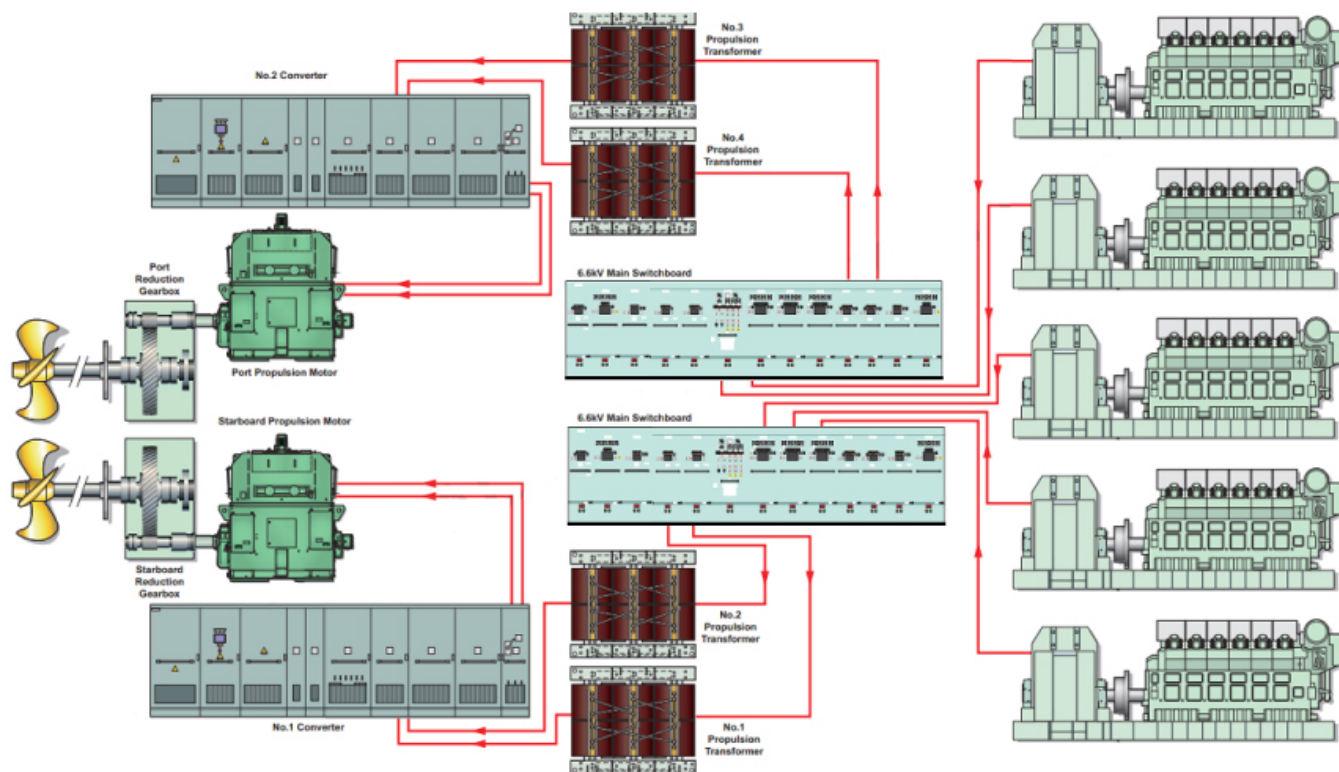 No.3
Propulsion
Transformer
No.2 Converter
No.4
Propulsion
Transformer
Port
Reduction
Gearbox
6.6kV Main Switchboard
Port Propulsion Motor
Starboard Propulsion Motor
6.6kV Main Switchboard
Starboard
Reduction
Gearbox
No.2
Propulsion
Transformer
No.1 Converter
No.1
Propulsion
Transformer